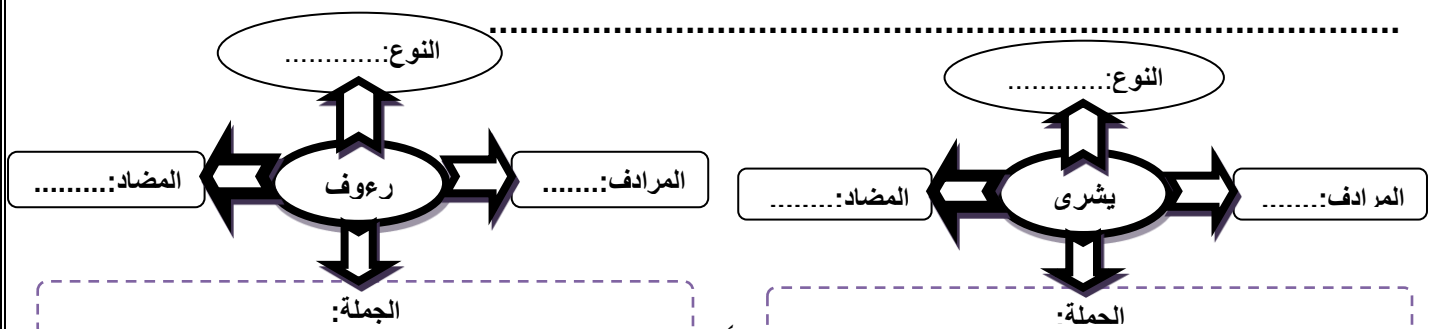 ................................................................................
النوع:.............
النوع:.............
المرادف:.......
يشرى
المضاد:........
المرادف:.......
رءوف
المضاد:.........
الجملة:
الجملة: